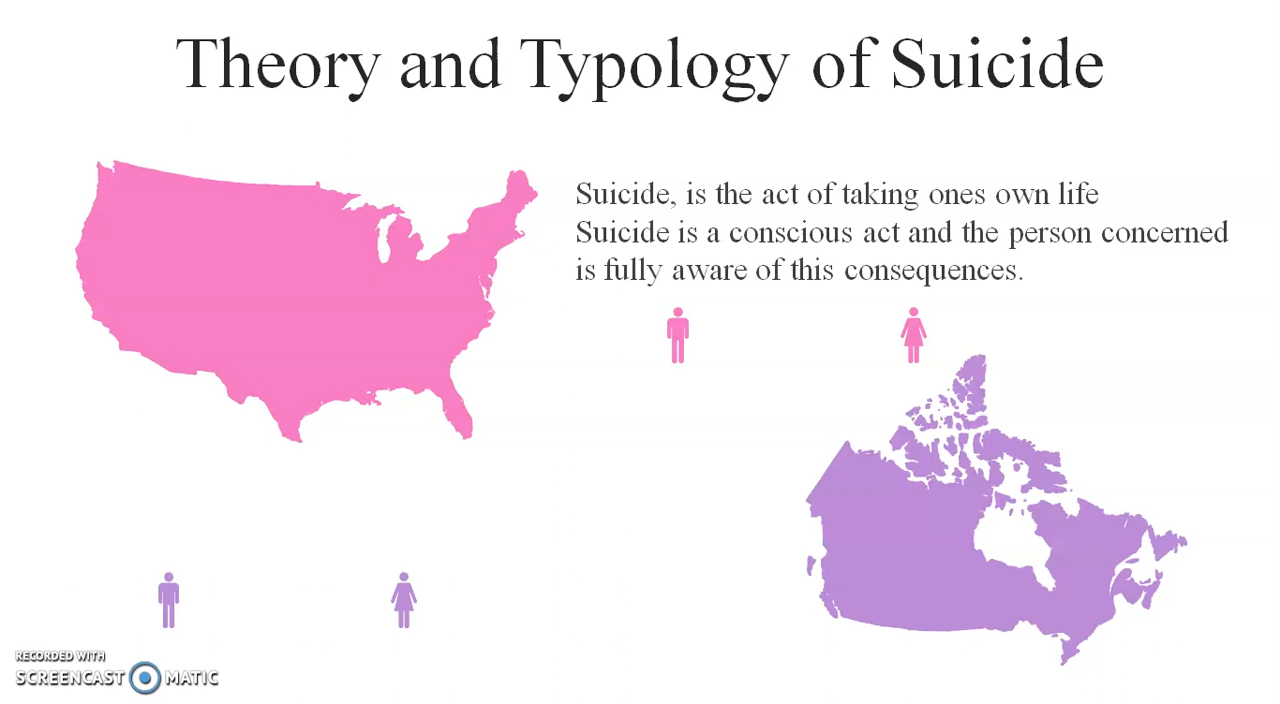 Theory and Typology of Suicide
Suicide, is the act of taking ones own life
Suicide is a conscious act and the person concerned
is fully aware of this consequences.
RECORDED WITH
SCREENCAST MATIC